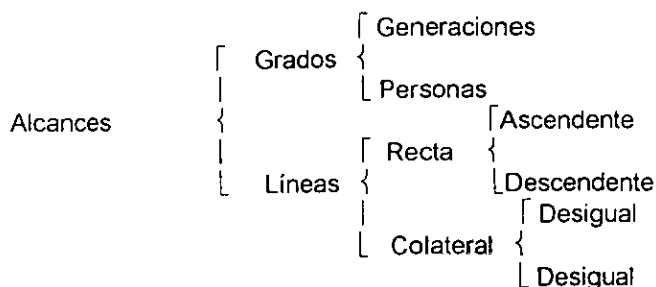 Generaciones
Grados
Personas
Alcances
Ascendente
Recta
Líneas
Descendente
Desigual
Colateral
Desigual